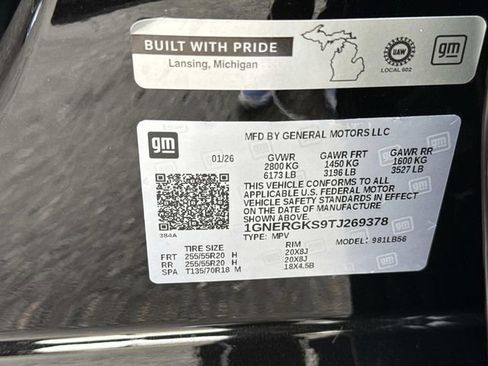 BUILT WITH PRIDE
Lansing, Michigan
UAW
LOCAL 602
gm
gm
MFD BY GENERAL MOTORS LLC
01/26 GVWR GAWR FRT GAWR RR
2800 KG 1450 KG 1600 KG
6173 LB 3196 LB 3527 LB
THIS VEHICLE CONFORMS TO ALL
APPLICABLE U.S. FEDERAL MOTOR
VEHICLE SAFETY STANDARDS IN EFFECT
ON THE DATE OF MANUFACTURE
SHOWN ABOVE.
1GNERGKS9TJ269378
TYPE: MPV MODEL: 981LB56
384A
TIRE SIZE RIM
FRT 255/55R20 H 20X8J
RR 255/55R20 H 20X8J
SPA T135/70R18 M 18X4.5B